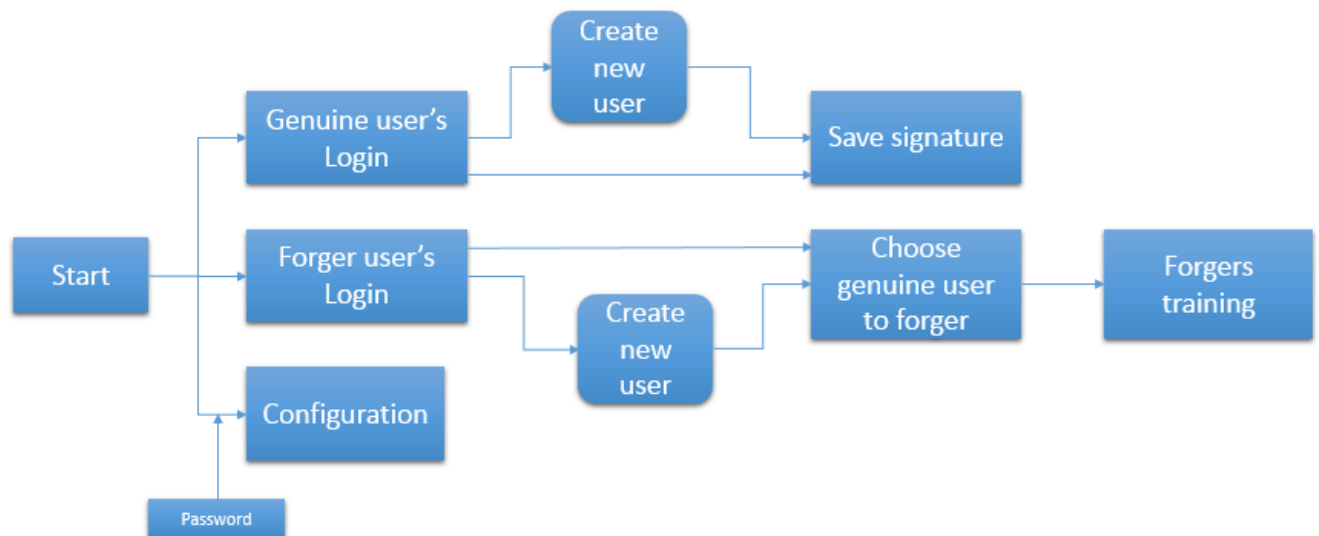 Create
new
user
Genuine user’s
Login
Save signature
Start
Forger user’s
Login
Choose
genuine user
to forger
Forgers
training
Create
new
user
Configuration
Password